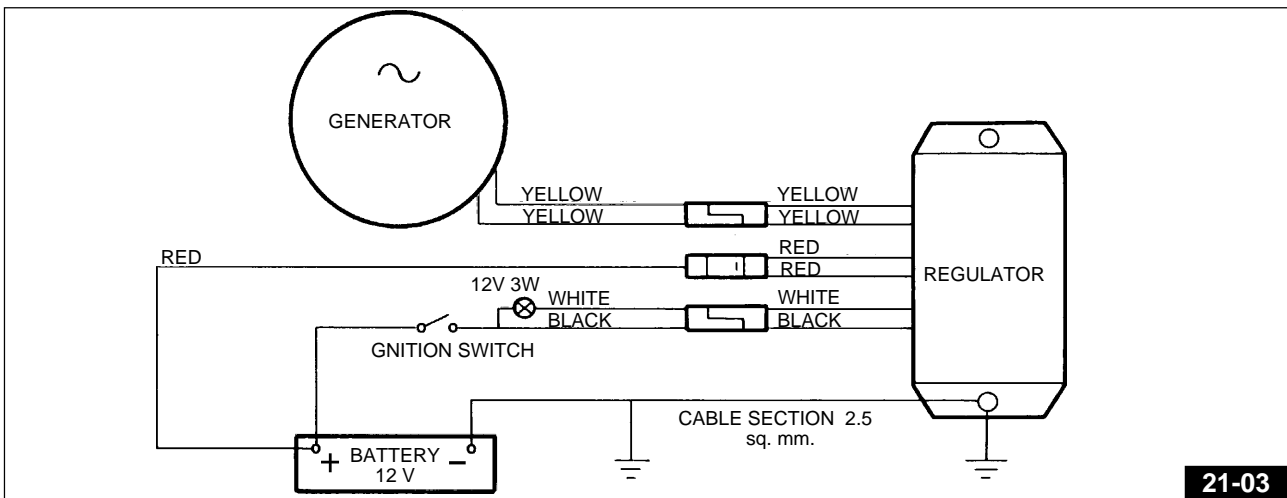 GENERATOR
YELLOW YELLOW
YELLOW YELLOW
RED RED
RED REGULATOR
12V 3W
WHITE WHITE
BLACK BLACK
GNITION SWITCH
CABLE SECTION 2.5
sq. mm.
+ BATTERY –
12 V
21-03